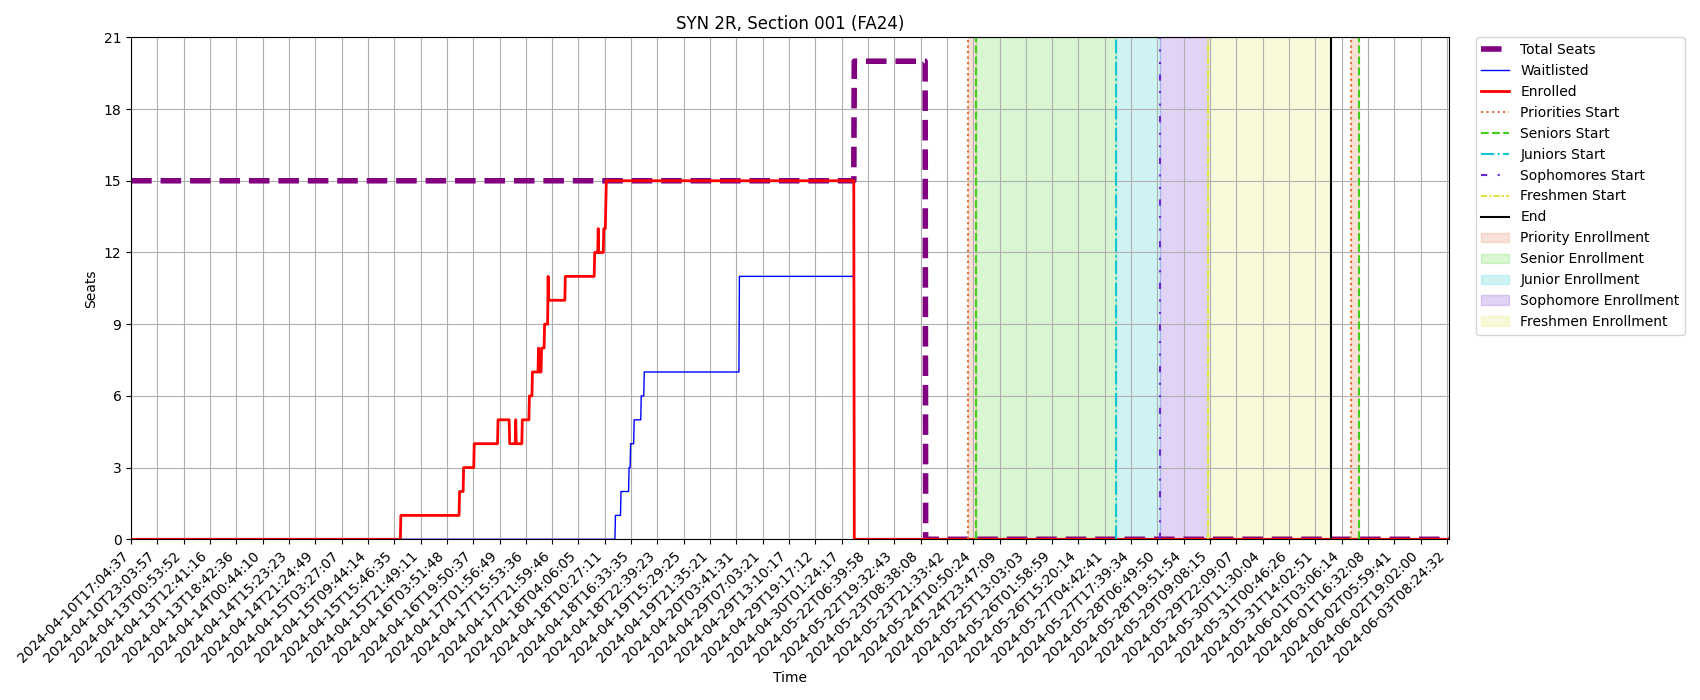 SYN 2R, Section 001 (FA24)
21
18
15
12
9
6
3
0
Seats
2024-04-10T17:04:37
2024-04-10T23:03:57
2024-04-13T00:53:52
2024-04-13T12:41:16
2024-04-13T18:42:36
2024-04-14T00:44:10
2024-04-14T15:23:23
2024-04-14T21:24:49
2024-04-15T03:27:07
2024-04-15T09:44:14
2024-04-15T15:46:35
2024-04-15T21:49:11
2024-04-16T03:51:48
2024-04-16T19:50:37
2024-04-17T01:56:49
2024-04-17T15:53:36
2024-04-17T21:59:46
2024-04-18T04:06:05
2024-04-18T10:27:11
2024-04-18T16:33:35
2024-04-18T22:39:23
2024-04-19T15:29:25
2024-04-19T21:35:21
2024-04-20T03:41:31
2024-04-29T07:03:21
2024-04-29T13:10:17
2024-04-29T19:17:12
2024-04-30T01:24:17
2024-05-22T06:39:58
2024-05-22T19:32:43
2024-05-23T08:38:08
2024-05-23T21:33:42
2024-05-24T10:50:24
2024-05-24T23:47:09
2024-05-25T13:03:03
2024-05-26T01:58:59
2024-05-26T15:20:14
2024-05-27T04:42:41
2024-05-27T17:39:34
2024-05-28T06:49:50
2024-05-28T19:51:54
2024-05-29T09:08:15
2024-05-29T22:09:07
2024-05-30T11:30:04
2024-05-31T00:46:26
2024-05-31T14:02:51
2024-06-01T03:06:14
2024-06-01T16:32:08
2024-06-02T05:59:41
2024-06-02T19:02:00
2024-06-03T08:24:32
Time
Total Seats
Waitlisted
Enrolled
Priorities Start
Seniors Start
Juniors Start
Sophomores Start
Freshmen Start
End
Priority Enrollment
Senior Enrollment
Junior Enrollment
Sophomore Enrollment
Freshmen Enrollment